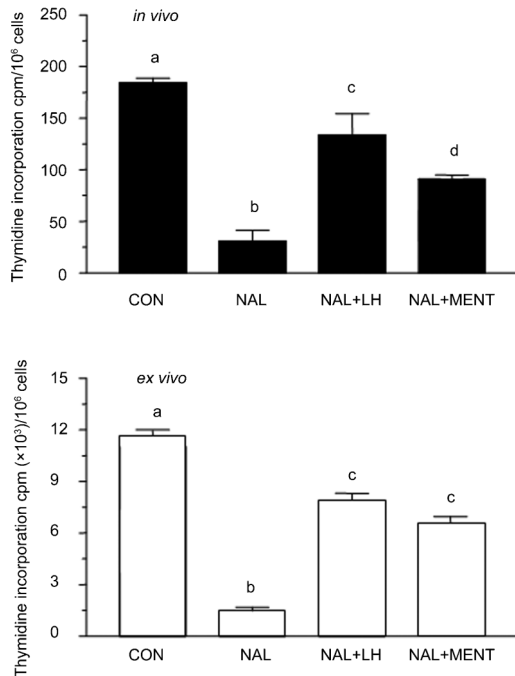 in vivo
Thymidine incorporation cpm/10⁶ cells
250
200
150
100
50
0
a
b
c
d
CON NAL NAL+LH NAL+MENT
ex vivo
Thymidine incorporation cpm (×10³)/10⁶ cells
15
12
9
6
3
0
a
b
c
c
CON NAL NAL+LH NAL+MENT